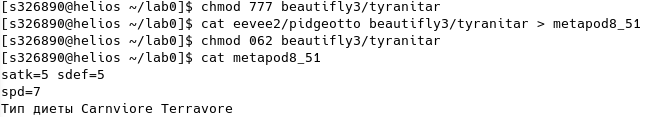 [s326890@helios ~/lab0]$ chmod 777 beautifly3/tyranitar
[s326890@helios ~/lab0]$ cat eevee2/pidgeotto beautifly3/tyranitar > metapod8_51
[s326890@helios ~/lab0]$ chmod 062 beautifly3/tyranitar
[s326890@helios ~/lab0]$ cat metapod8_51
satk=5 sdef=5
spd=7
Тип диеты Carnviore Terravore